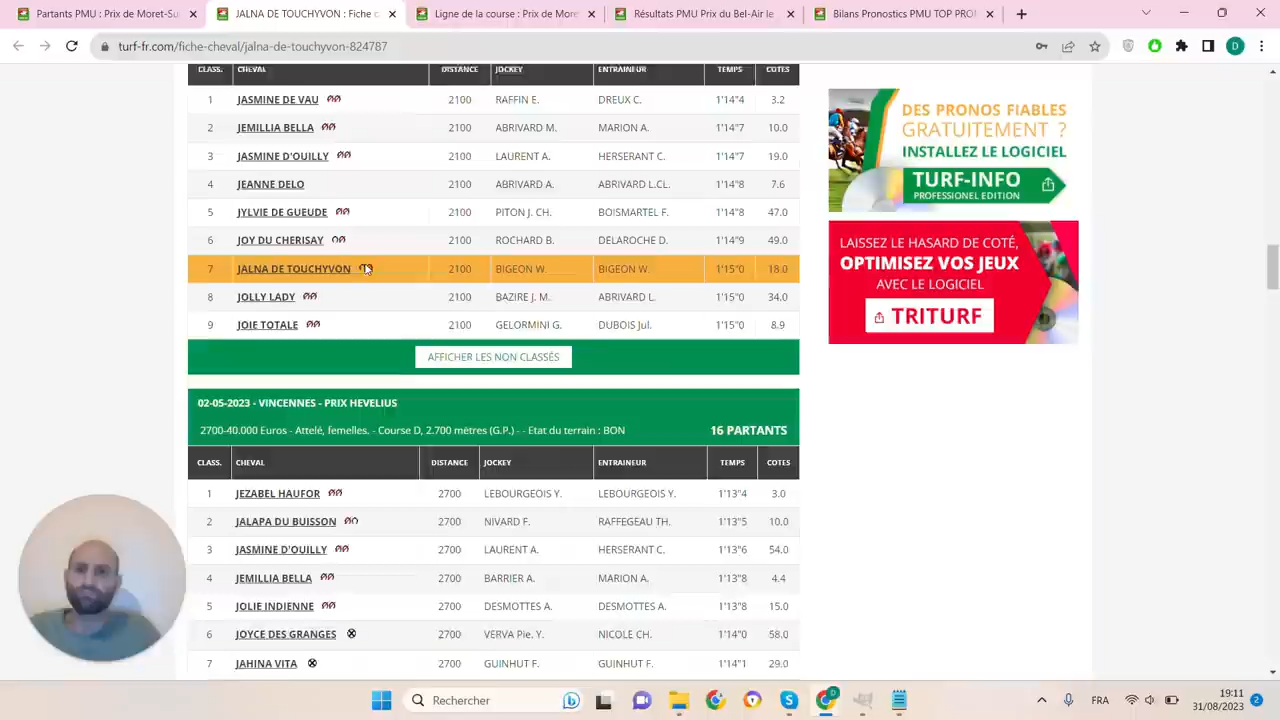 Partants PMU : Prix de Moret-Su
JALNA DE TOUCHYVON : Fiche
Ligne de la course : Prix de More
Résultats PMU Prix du Bel-Air le
Bilans Pronostics PMU TOP PRO
turf-fr.com/fiche-cheval/jalna-de-touchyvon-824787
D
CLASS. CHEVAL DISTANCE JOCKEY ENTRAINEUR TEMPS COTES
1 JASMINE DE VAU 2100 RAFFIN E. DREUX C. 1'14"4 3.2
2 JEMILLIA BELLA 2100 ABRIVARD M. MARION A. 1'14"7 10.0
3 JASMINE D'OUILLY 2100 LAURENT A. HERSERANT C. 1'14"7 19.0
4 JEANNE DELO 2100 ABRIVARD A. ABRIVARD L.CL. 1'14"8 7.6
5 JYLVIE DE GUEUDE 2100 PITON J. CH. BOISMARTEL F. 1'14"8 47.0
6 JOY DU CHERISAY 2100 ROCHARD B. DELAROCHE D. 1'14"9 49.0
7 JALNA DE TOUCHYVON 2100 BIGEON W. BIGEON W. 1'15"0 18.0
8 JOLLY LADY 2100 BAZIRE J. M. ABRIVARD L. 1'15"0 34.0
9 JOIE TOTALE 2100 GELORMINI G. DUBOIS Jul. 1'15"0 8.9
AFFICHER LES NON CLASSÉS
02-05-2023 - VINCENNES - PRIX HEVELIUS
2700-40.000 Euros - Attelé, femelles. - Course D, 2.700 mètres (G.P.) - - Etat du terrain : BON 16 PARTANTS
CLASS. CHEVAL DISTANCE JOCKEY ENTRAINEUR TEMPS COTES
1 JEZABEL HAUFOR 2700 LEBOURGEOIS Y. LEBOURGEOIS Y. 1'13"4 3.0
2 JALAPA DU BUISSON 2700 NIVARD F. RAFFEGEAU TH. 1'13"5 10.0
3 JASMINE D'OUILLY 2700 LAURENT A. HERSERANT C. 1'13"6 54.0
4 JEMILLIA BELLA 2700 BARRIER A. MARION A. 1'13"8 4.4
5 JOLIE INDIENNE 2700 DESMOTTES A. DESMOTTES A. 1'13"8 15.0
6 JOYCE DES GRANGES 2700 VERVA Pie. Y. NICOLE CH. 1'14"0 58.0
7 JAHINA VITA 2700 GUINHUT F. GUINHUT F. 1'14"1 29.0
DES PRONOS FIABLES
GRATUITEMENT ?
INSTALLEZ LE LOGICIEL
TURF-INFO
PROFESSIONEL EDITION
LAISSEZ LE HASARD DE COTÉ,
OPTIMISEZ VOS JEUX
AVEC LE LOGICIEL
TRITURF
Rechercher
FRA
19:11
31/08/2023
2